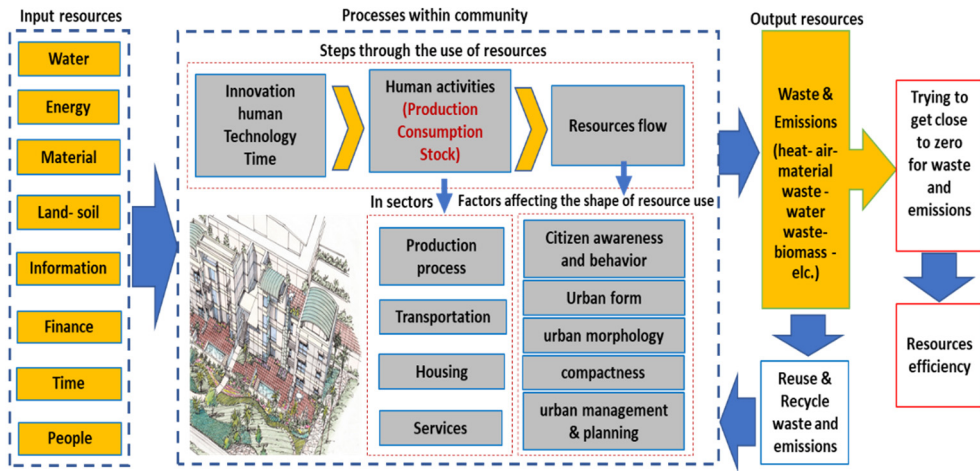 Input resources
Water
Energy
Material
Land- soil
Information
Finance
Time
People
Processes within community
Steps through the use of resources
Innovation
human
Technology
Time
Human activities
(Production
Consumption
Stock)
Resources flow
In sectors
Production
process
Transportation
Housing
Services
Factors affecting the shape of resource use
Citizen awareness
and behavior
Urban form
urban morphology
compactness
urban management
& planning
Output resources
Waste &
Emissions
(heat- air-
material
waste -
water
waste-
biomass -
elc.)
Reuse &
Recycle
waste and
emissions
Trying to
get close
to zero
for waste
and
emissions
Resources
efficiency